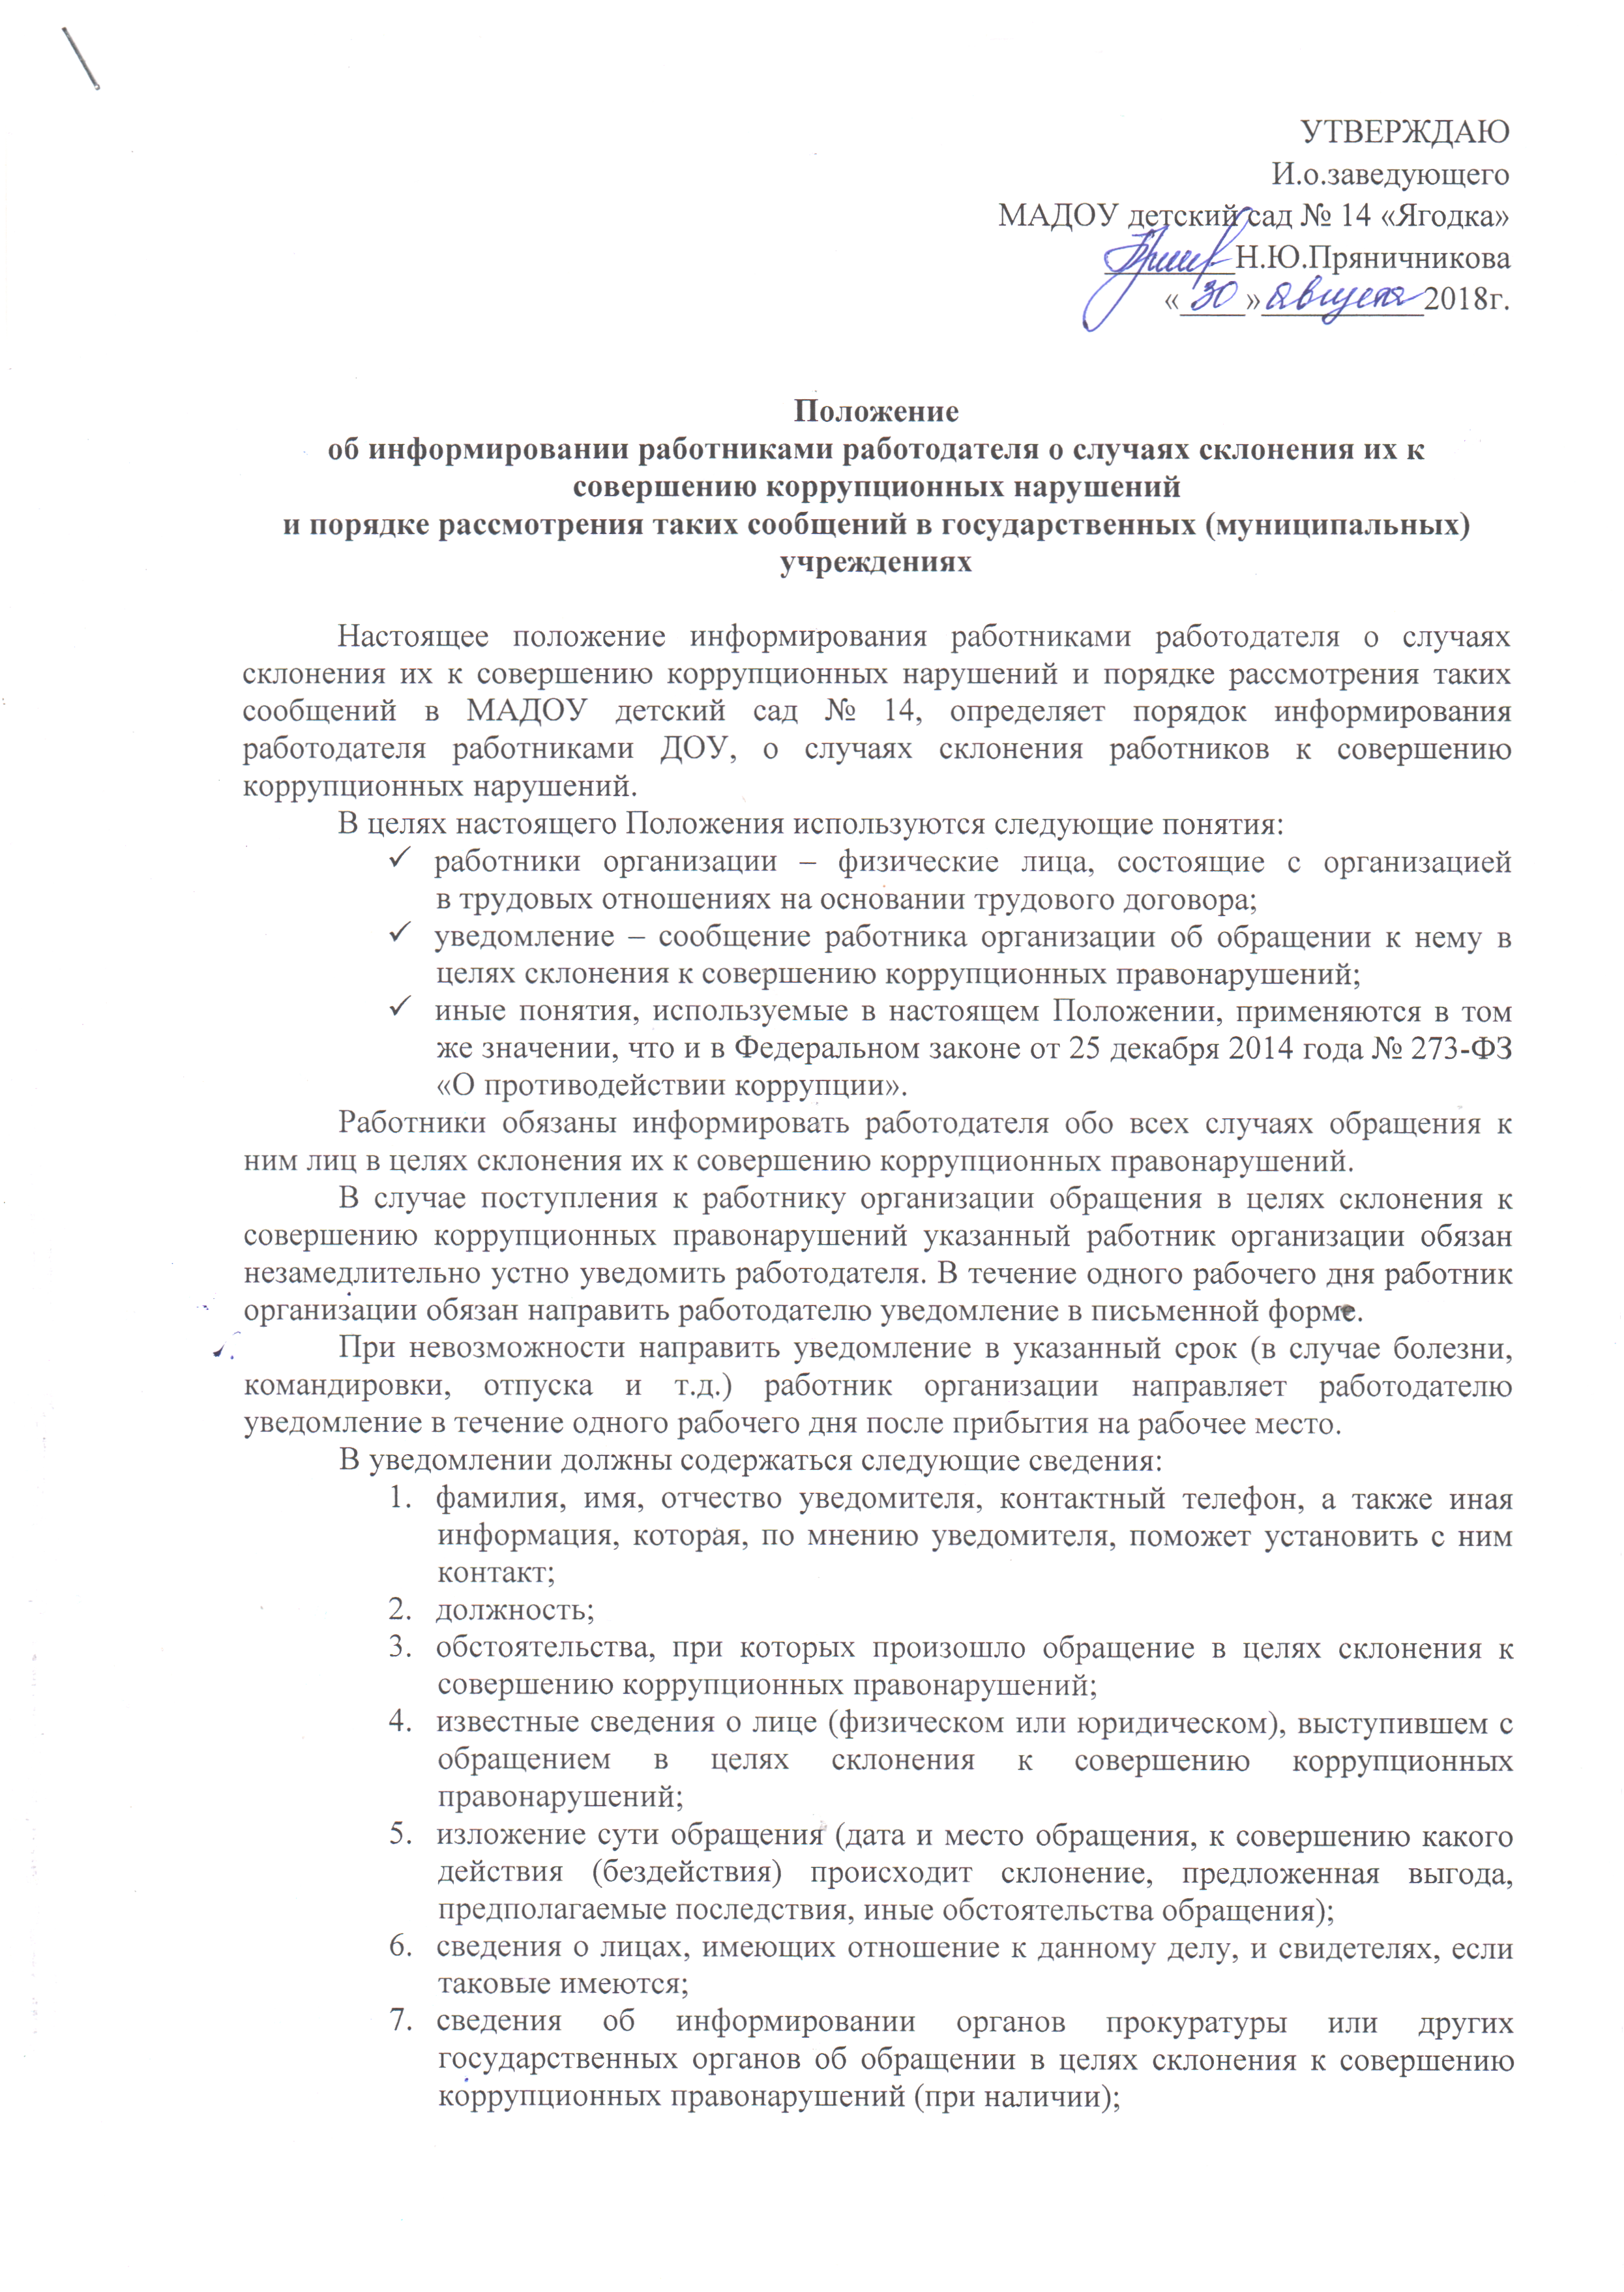 УТВЕРЖДАЮ
И.о.заведующего
МАДОУ детский сад № 14 «Ягодка»
________Н.Ю.Пряничникова
«30» августа 2018г.
Положение
об информировании работниками работодателя о случаях склонения их к
совершению коррупционных нарушений
и порядке рассмотрения таких сообщений в государственных (муниципальных)
учреждениях
Настоящее положение информирования работниками работодателя о случаях
склонения их к совершению коррупционных нарушений и порядке рассмотрения таких
сообщений в МАДОУ детский сад № 14, определяет порядок информирования
работодателя работниками ДОУ, о случаях склонения работников к совершению
коррупционных нарушений.
В целях настоящего Положения используются следующие понятия:
✓ работники организации – физические лица, состоящие с организацией
в трудовых отношениях на основании трудового договора;
✓ уведомление – сообщение работника организации об обращении к нему в
целях склонения к совершению коррупционных правонарушений;
✓ иные понятия, используемые в настоящем Положении, применяются в том
же значении, что и в Федеральном законе от 25 декабря 2014 года № 273-ФЗ
«О противодействии коррупции».
Работники обязаны информировать работодателя обо всех случаях обращения к
ним лиц в целях склонения их к совершению коррупционных правонарушений.
В случае поступления к работнику организации обращения в целях склонения к
совершению коррупционных правонарушений указанный работник организации обязан
незамедлительно устно уведомить работодателя. В течение одного рабочего дня работник
организации обязан направить работодателю уведомление в письменной форме.
При невозможности направить уведомление в указанный срок (в случае болезни,
командировки, отпуска и т.д.) работник организации направляет работодателю
уведомление в течение одного рабочего дня после прибытия на рабочее место.
В уведомлении должны содержаться следующие сведения:
1. фамилия, имя, отчество уведомителя, контактный телефон, а также иная
информация, которая, по мнению уведомителя, поможет установить с ним
контакт;
2. должность;
3. обстоятельства, при которых произошло обращение в целях склонения к
совершению коррупционных правонарушений;
4. известные сведения о лице (физическом или юридическом), выступившем с
обращением в целях склонения к совершению коррупционных
правонарушений;
5. изложение сути обращения (дата и место обращения, к совершению какого
действия (бездействия) происходит склонение, предложенная выгода,
предполагаемые последствия, иные обстоятельства обращения);
6. сведения о лицах, имеющих отношение к данному делу, и свидетелях, если
таковые имеются;
7. сведения об информировании органов прокуратуры или других
государственных органов об обращении в целях склонения к совершению
коррупционных правонарушений (при наличии);